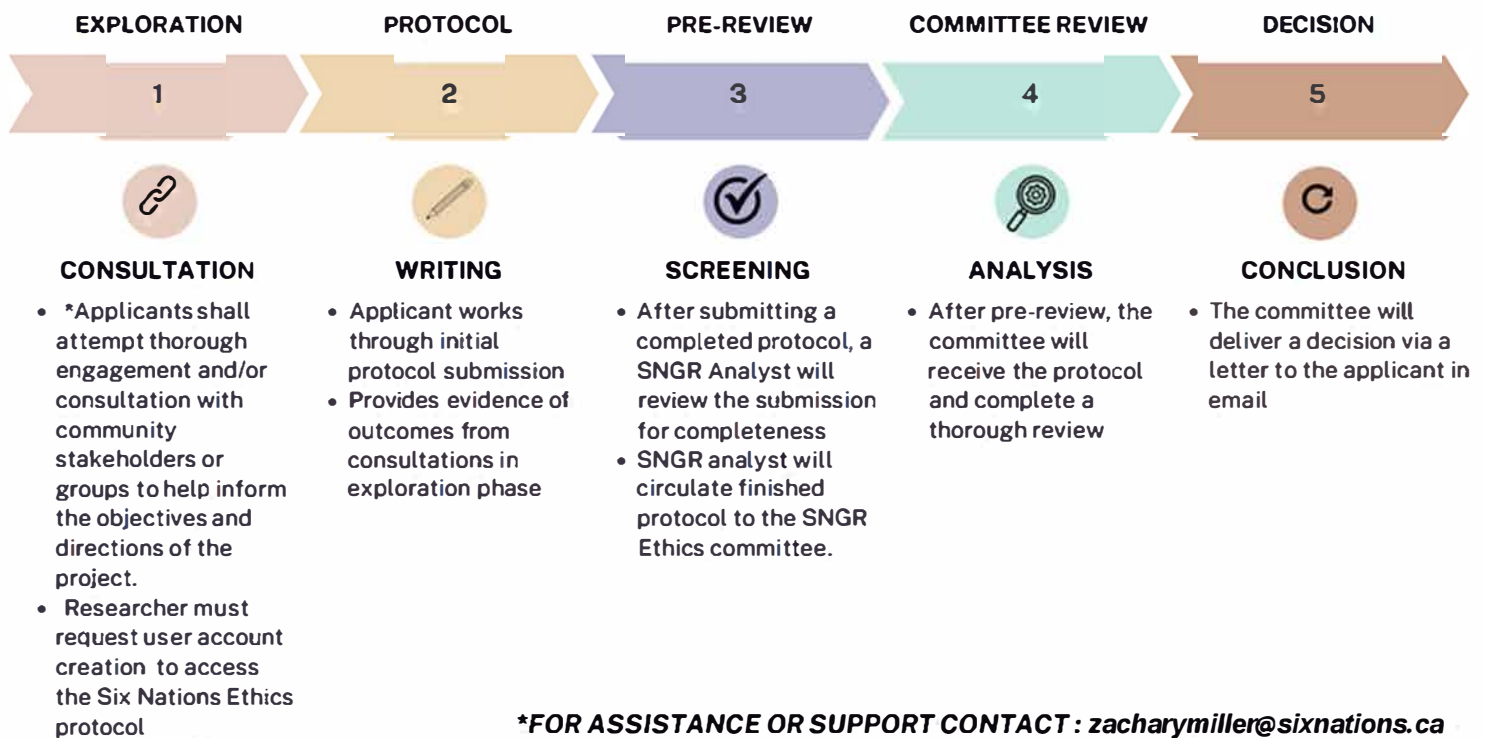 EXPLORATION
PROTOCOL
PRE-REVIEW
COMMITTEE REVIEW
DECISION
1
2
3
4
5
CONSULTATION
• *Applicants shall
attempt thorough
engagement and/or
consultation with
community
stakeholders or
groups to help inform
the objectives and
directions of the
project.
• Researcher must
request user account
creation to access
the Six Nations Ethics
protocol
WRITING
• Applicant works
through initial
protocol submission
• Provides evidence of
outcomes from
consultations in
exploration phase
SCREENING
• After submitting a
completed protocol, a
SNGR Analyst will
review the submission
for completeness
• SNGR analyst will
circulate finished
protocol to the SNGR
Ethics committee.
ANALYSIS
• After pre-review, the
committee will
receive the protocol
and complete a
thorough review
CONCLUSION
• The committee will
deliver a decision via a
letter to the applicant in
email
*FOR ASSISTANCE OR SUPPORT CONTACT : zacharymiller@sixnations.ca